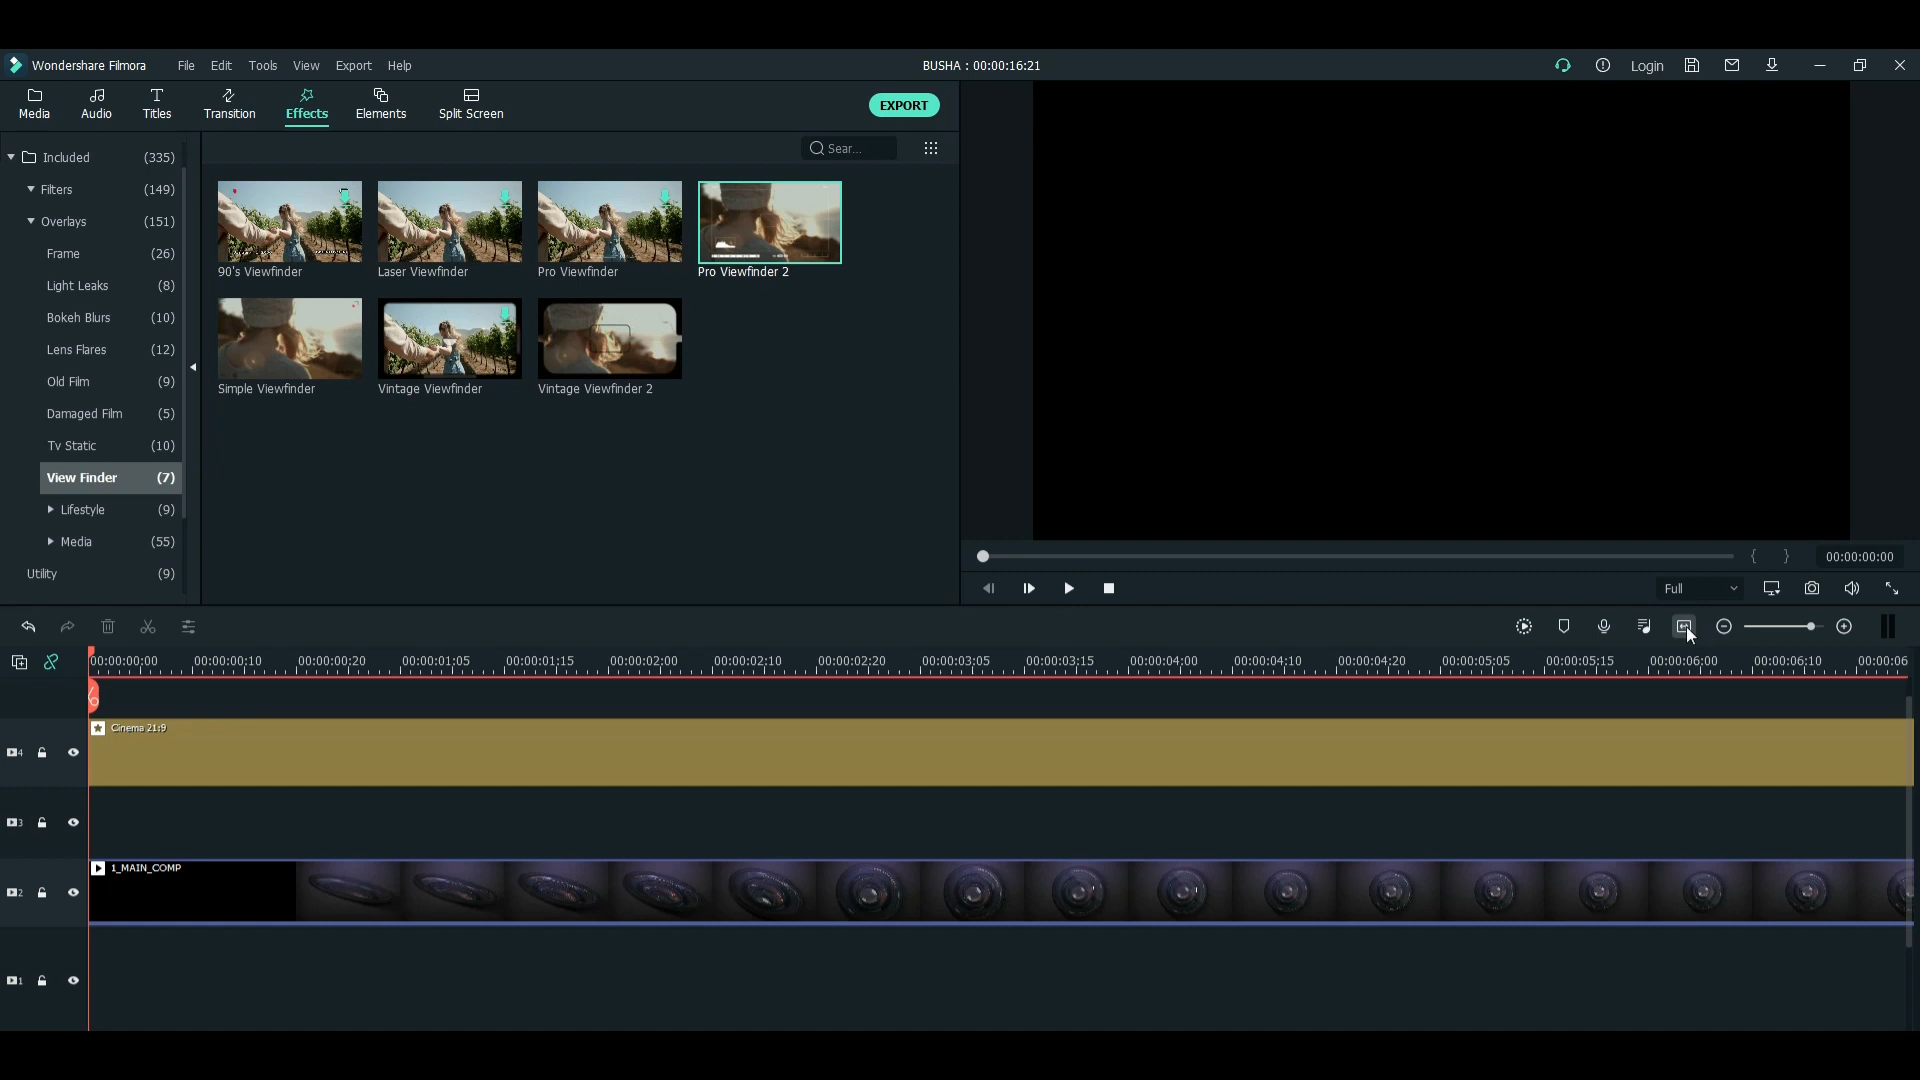 Wondershare Filmora File Edit Tools View Export Help BUSHA : 00:00:16:21 Login
Media Audio Titles Transition Effects Elements Split Screen EXPORT
Included (335)
Filters (149)
Overlays (151)
Frame (26)
Light Leaks (8)
Bokeh Blurs (10)
Lens Flares (12)
Old Film (9)
Damaged Film (5)
Tv Static (10)
View Finder (7)
Lifestyle (9)
Media (55)
Utility (9)
Sear...
90's Viewfinder Laser Viewfinder Pro Viewfinder Pro Viewfinder 2
Simple Viewfinder Vintage Viewfinder Vintage Viewfinder 2
{ } 00:00:00:00
Full
00:00:00:00 00:00:00:10 00:00:00:20 00:00:01:05 00:00:01:15 00:00:02:00 00:00:02:10 00:00:02:20 00:00:03:05 00:00:03:15 00:00:04:00 00:00:04:10 00:00:04:20 00:00:05:05 00:00:05:15 00:00:06:00 00:00:06:10 00:00:06
Cinema 21:9
4
3
1_MAIN_COMP
2
1